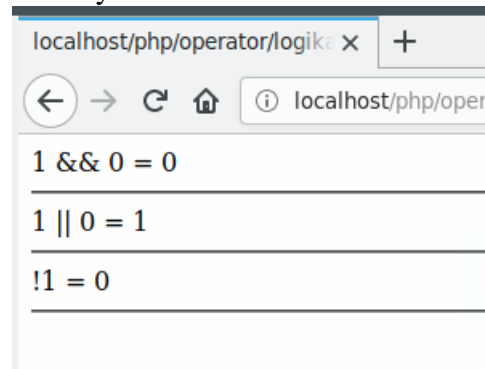 localhost/php/operator/logika
localhost/php/oper
1 && 0 = 0
1 || 0 = 1
!1 = 0